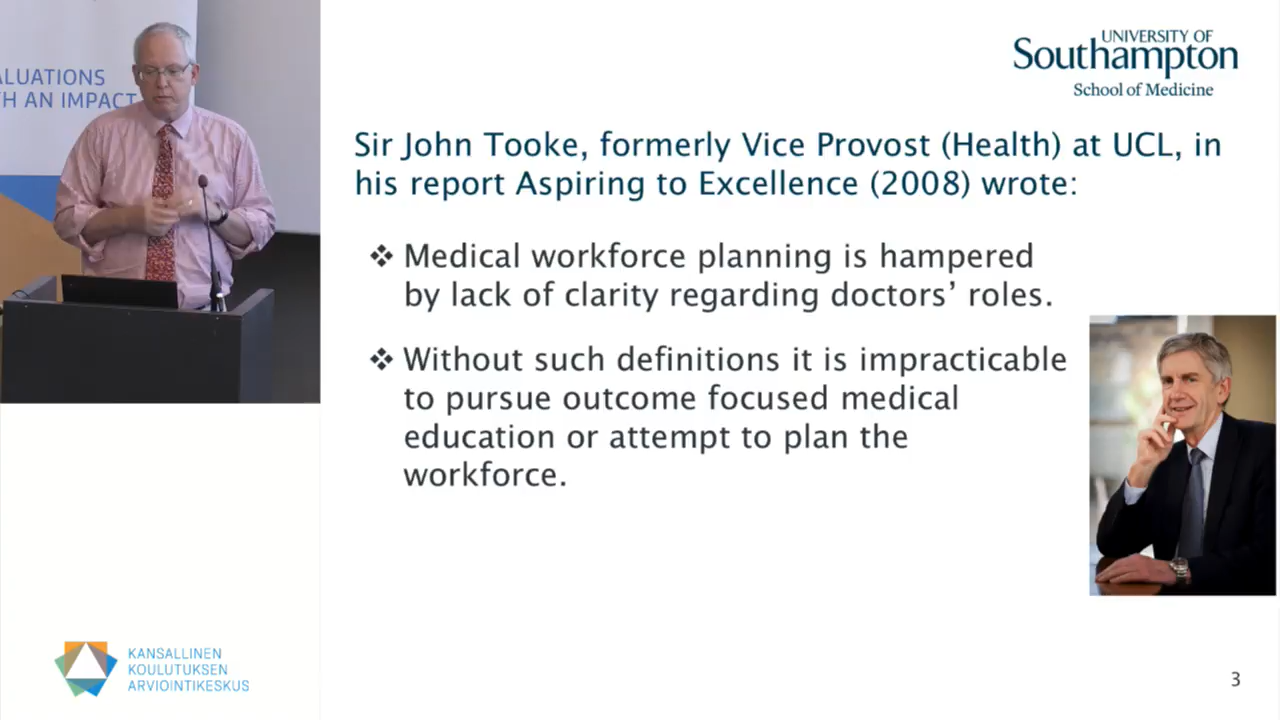 ALUATIONS
H AN IMPACT
UNIVERSITY OF
Southampton
School of Medicine
Sir John Tooke, formerly Vice Provost (Health) at UCL, in
his report Aspiring to Excellence (2008) wrote:
❖ Medical workforce planning is hampered
by lack of clarity regarding doctors’ roles.
❖ Without such definitions it is impracticable
to pursue outcome focused medical
education or attempt to plan the
workforce.
KANSALLINEN
KOULUTUKSEN
ARVIOINTIKESKUS
3